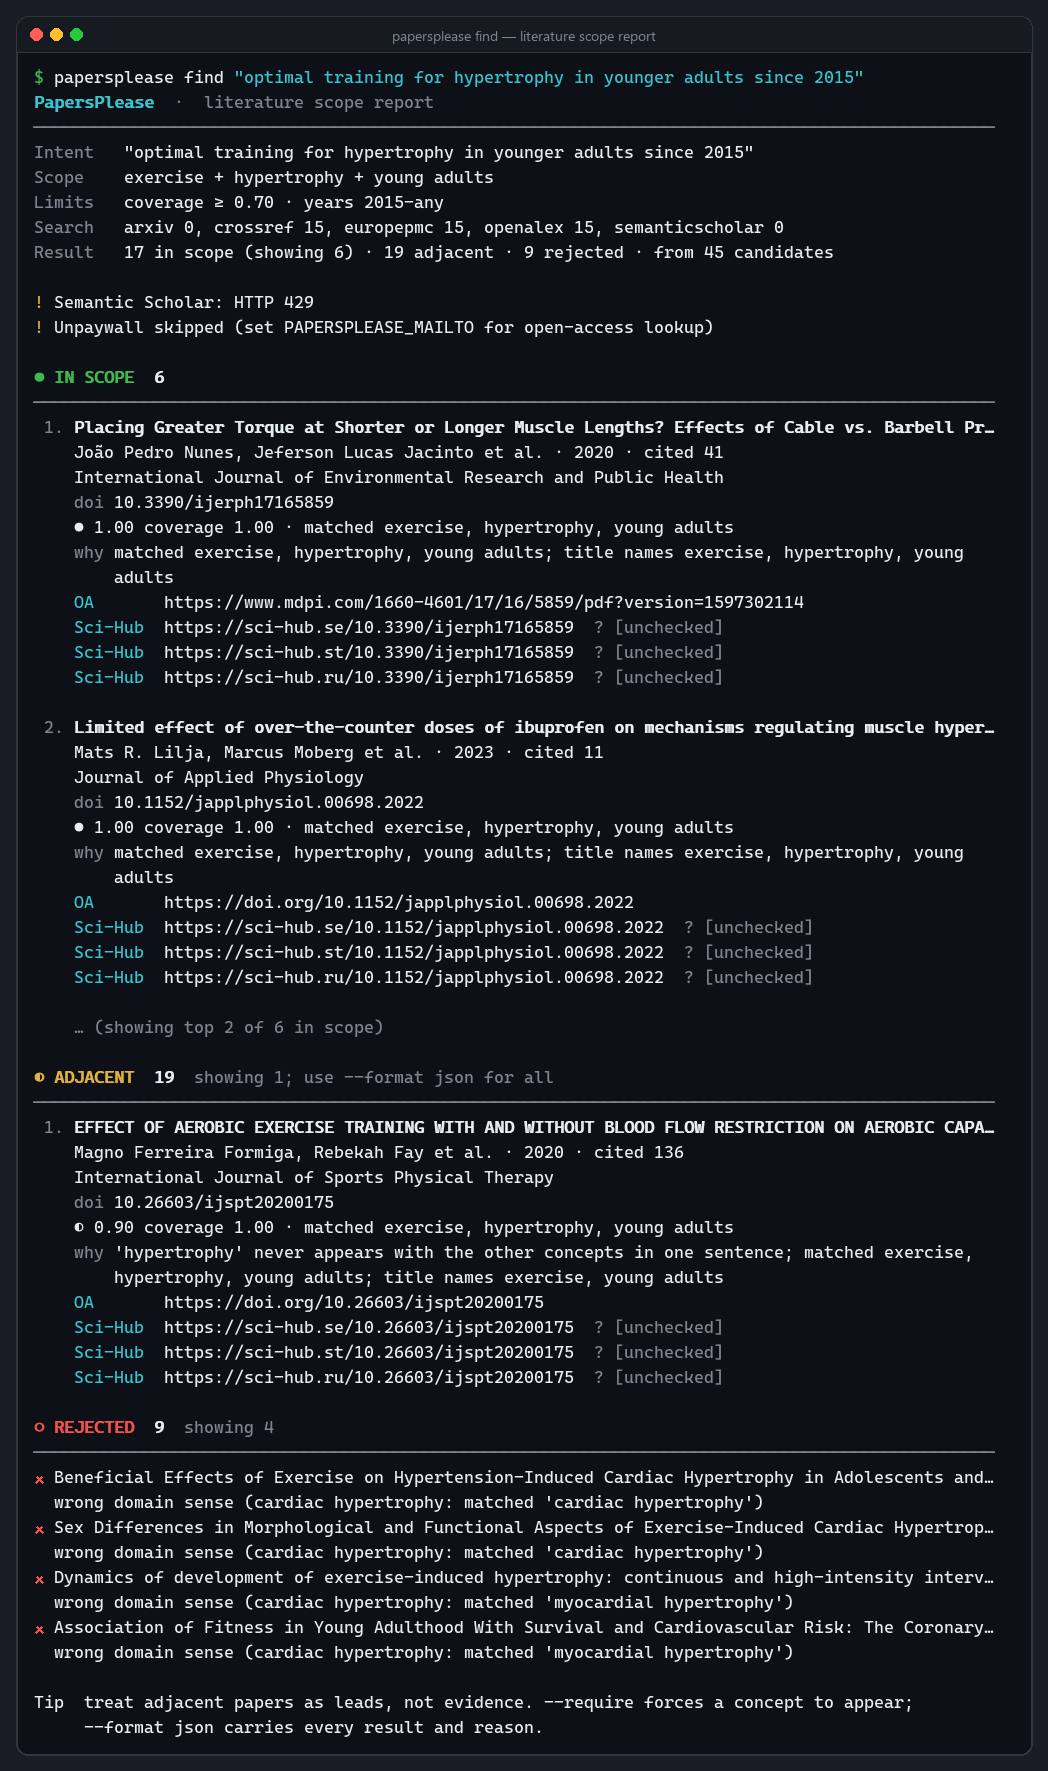 papersplease find — literature scope report
$ papersplease find "optimal training for hypertrophy in younger adults since 2015"
PapersPlease · literature scope report
Intent "optimal training for hypertrophy in younger adults since 2015"
Scope exercise + hypertrophy + young adults
Limits coverage ≥ 0.70 · years 2015-any
Search arxiv 0, crossref 15, europepmc 15, openalex 15, semanticscholar 0
Result 17 in scope (showing 6) · 19 adjacent · 9 rejected · from 45 candidates
! Semantic Scholar: HTTP 429
! Unpaywall skipped (set PAPERSPLEASE_MAILTO for open-access lookup)
● IN SCOPE 6
1. Placing Greater Torque at Shorter or Longer Muscle Lengths? Effects of Cable vs. Barbell Pr…
João Pedro Nunes, Jeferson Lucas Jacinto et al. · 2020 · cited 41
International Journal of Environmental Research and Public Health
doi 10.3390/ijerph17165859
● 1.00 coverage 1.00 · matched exercise, hypertrophy, young adults
why matched exercise, hypertrophy, young adults; title names exercise, hypertrophy, young
adults
OA https://www.mdpi.com/1660-4601/17/16/5859/pdf?version=1597302114
Sci-Hub https://sci-hub.se/10.3390/ijerph17165859 ? [unchecked]
Sci-Hub https://sci-hub.st/10.3390/ijerph17165859 ? [unchecked]
Sci-Hub https://sci-hub.ru/10.3390/ijerph17165859 ? [unchecked]
2. Limited effect of over-the-counter doses of ibuprofen on mechanisms regulating muscle hyper…
Mats R. Lilja, Marcus Moberg et al. · 2023 · cited 11
Journal of Applied Physiology
doi 10.1152/japplphysiol.00698.2022
● 1.00 coverage 1.00 · matched exercise, hypertrophy, young adults
why matched exercise, hypertrophy, young adults; title names exercise, hypertrophy, young
adults
OA https://doi.org/10.1152/japplphysiol.00698.2022
Sci-Hub https://sci-hub.se/10.1152/japplphysiol.00698.2022 ? [unchecked]
Sci-Hub https://sci-hub.st/10.1152/japplphysiol.00698.2022 ? [unchecked]
Sci-Hub https://sci-hub.ru/10.1152/japplphysiol.00698.2022 ? [unchecked]
… (showing top 2 of 6 in scope)
◐ ADJACENT 19 showing 1; use --format json for all
1. EFFECT OF AEROBIC EXERCISE TRAINING WITH AND WITHOUT BLOOD FLOW RESTRICTION ON AEROBIC CAPA…
Magno Ferreira Formiga, Rebekah Fay et al. · 2020 · cited 136
International Journal of Sports Physical Therapy
doi 10.26603/ijspt20200175
◐ 0.90 coverage 1.00 · matched exercise, hypertrophy, young adults
why 'hypertrophy' never appears with the other concepts in one sentence; matched exercise,
hypertrophy, young adults; title names exercise, young adults
OA https://doi.org/10.26603/ijspt20200175
Sci-Hub https://sci-hub.se/10.26603/ijspt20200175 ? [unchecked]
Sci-Hub https://sci-hub.st/10.26603/ijspt20200175 ? [unchecked]
Sci-Hub https://sci-hub.ru/10.26603/ijspt20200175 ? [unchecked]
○ REJECTED 9 showing 4
× Beneficial Effects of Exercise on Hypertension-Induced Cardiac Hypertrophy in Adolescents and…
wrong domain sense (cardiac hypertrophy: matched 'cardiac hypertrophy')
× Sex Differences in Morphological and Functional Aspects of Exercise-Induced Cardiac Hypertrop…
wrong domain sense (cardiac hypertrophy: matched 'cardiac hypertrophy')
× Dynamics of development of exercise-induced hypertrophy: continuous and high-intensity interv…
wrong domain sense (cardiac hypertrophy: matched 'myocardial hypertrophy')
× Association of Fitness in Young Adulthood With Survival and Cardiovascular Risk: The Coronary…
wrong domain sense (cardiac hypertrophy: matched 'myocardial hypertrophy')
Tip treat adjacent papers as leads, not evidence. --require forces a concept to appear;
--format json carries every result and reason.